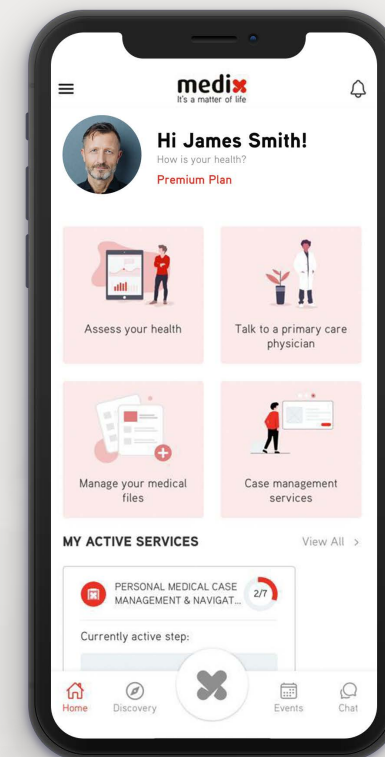 medix
It's a matter of life
Hi James Smith!
How is your health?
Premium Plan
Assess your health
Talk to a primary care
physician
Manage your medical
files
Case management
services
MY ACTIVE SERVICES
View All >
PERSONAL MEDICAL CASE
MANAGEMENT & NAVIGAT...
2/7
Currently active step:
Home
Discovery
Events
Chat